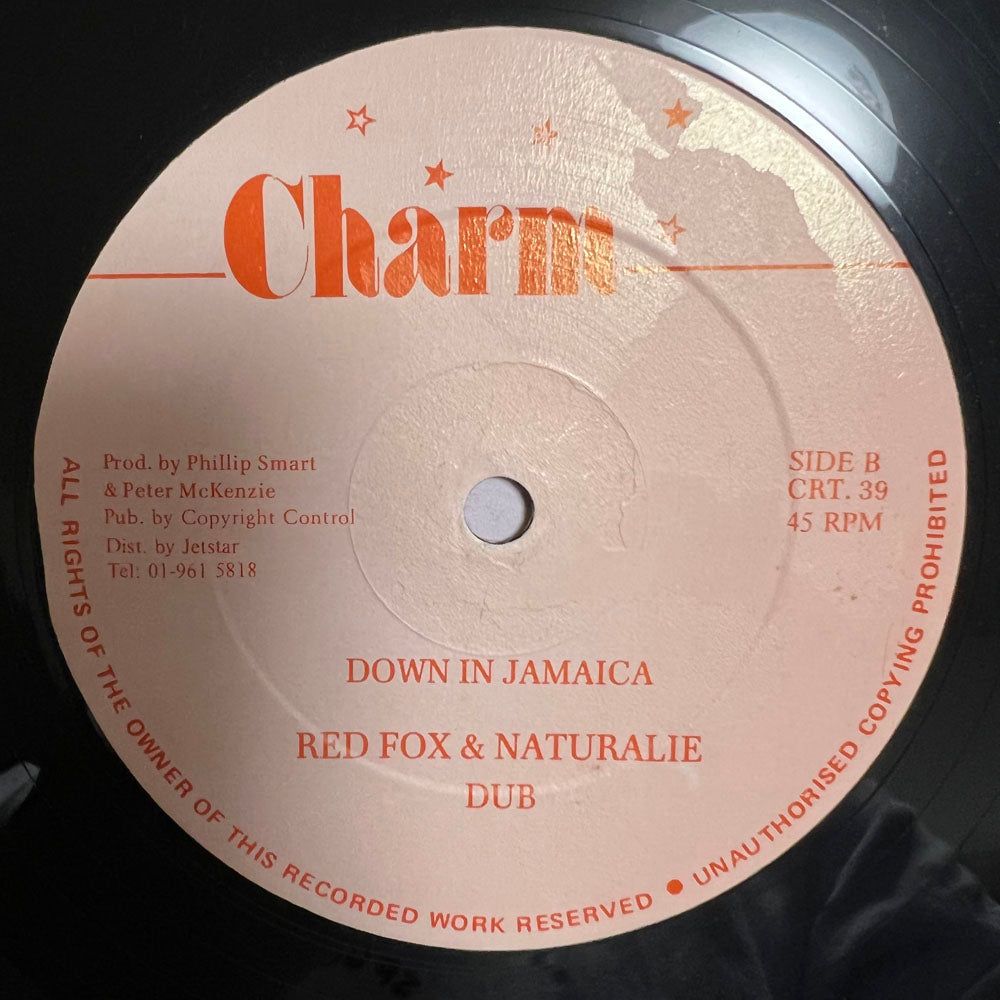 Charm
Prod. by Phillip Smart
& Peter McKenzie
Pub. by Copyright Control
Dist. by Jetstar
Tel: 01-961 5818
SIDE B
CRT. 39
45 RPM
DOWN IN JAMAICA
RED FOX & NATURALIE
DUB
ALL RIGHTS OF THE OWNER OF THIS RECORDED WORK RESERVED ● UNAUTHORISED COPYING PROHIBITED